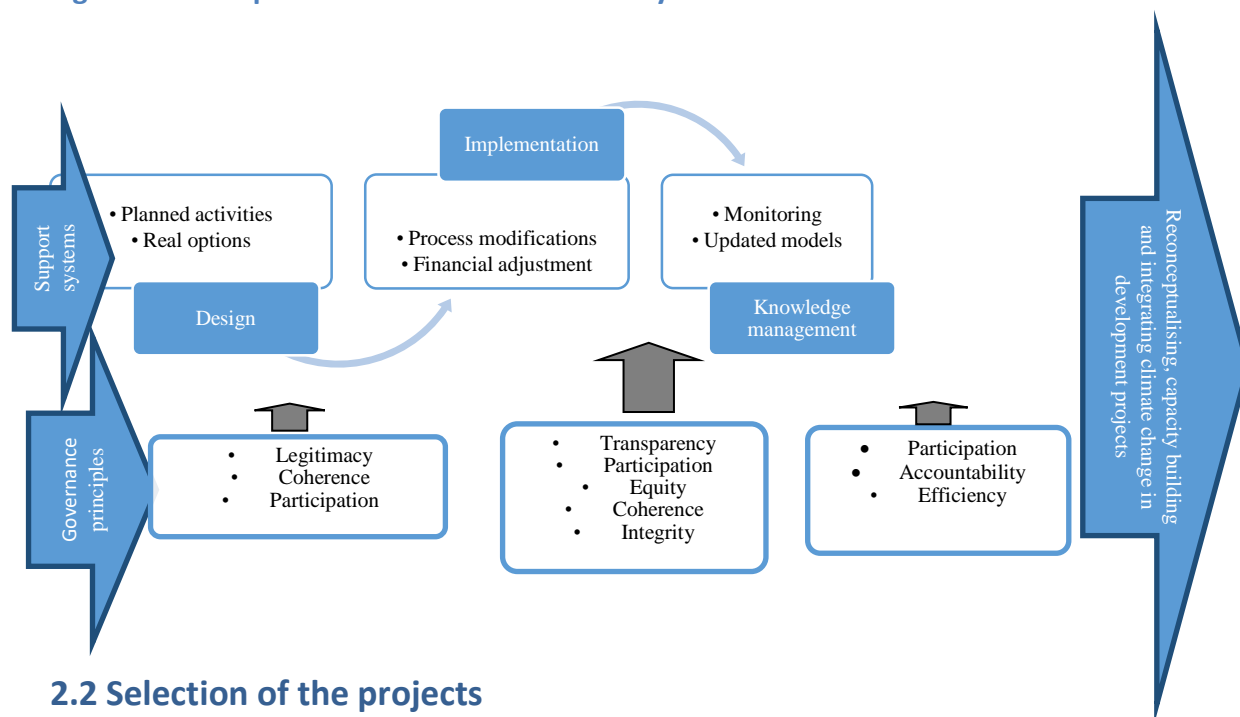 Implementation
• Planned activities
• Real options
• Process modifications
• Financial adjustment
• Monitoring
• Updated models
Support
systems
Design
Knowledge
management
Governance
principles
• Legitimacy
• Coherence
• Participation
• Transparency
• Participation
• Equity
• Coherence
• Integrity
• Participation
• Accountability
• Efficiency
Reconceptualising, capacity building
and integrating climate change in
development projects
2.2 Selection of the projects